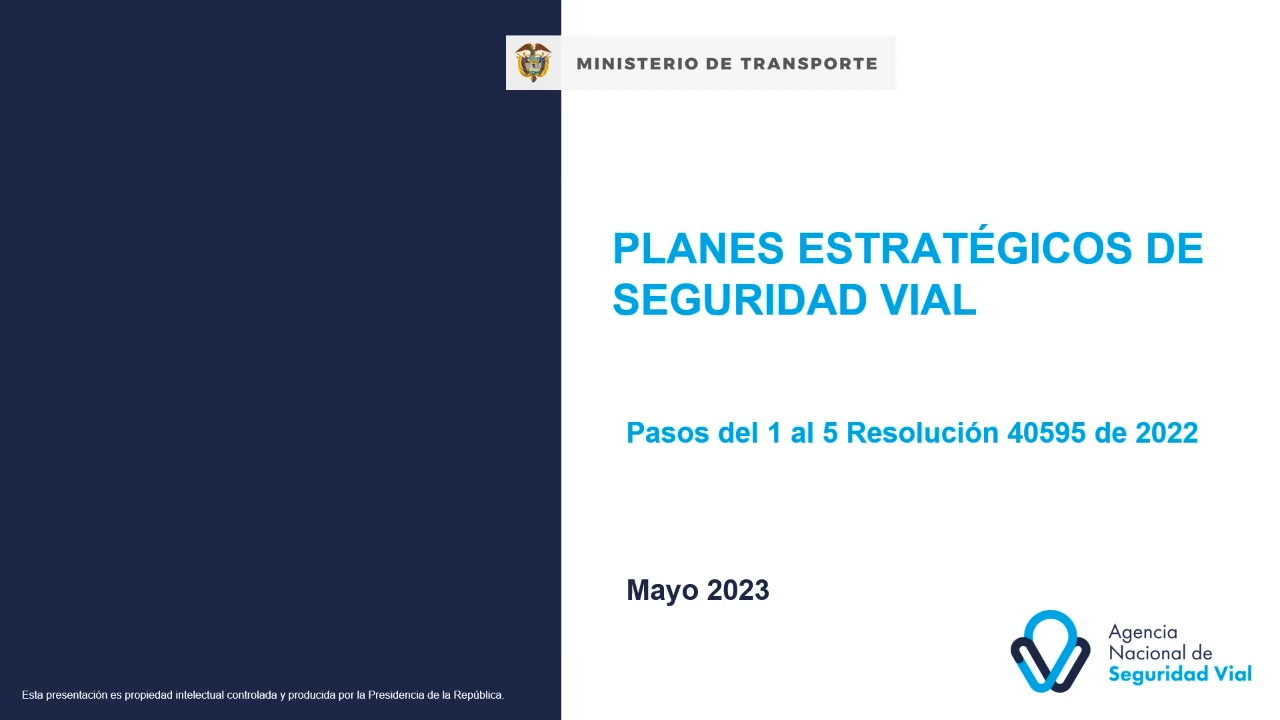 MINISTERIO DE TRANSPORTE
PLANES ESTRATÉGICOS DE
SEGURIDAD VIAL
Pasos del 1 al 5 Resolución 40595 de 2022
Mayo 2023
Agencia
Nacional de
Seguridad Vial
Esta presentación es propiedad intelectual controlada y producida por la Presidencia de la República.